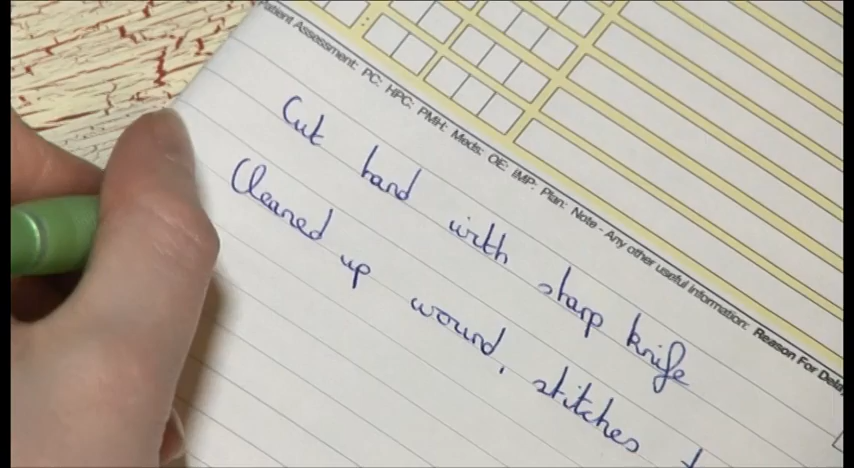 Patient Assessment: PC: HPC: PMH: Meds: OE: IMP: Plan: Note - Any other useful information: Reason For Delay
Cut hand with sharp knife
Cleaned up wound, stitches